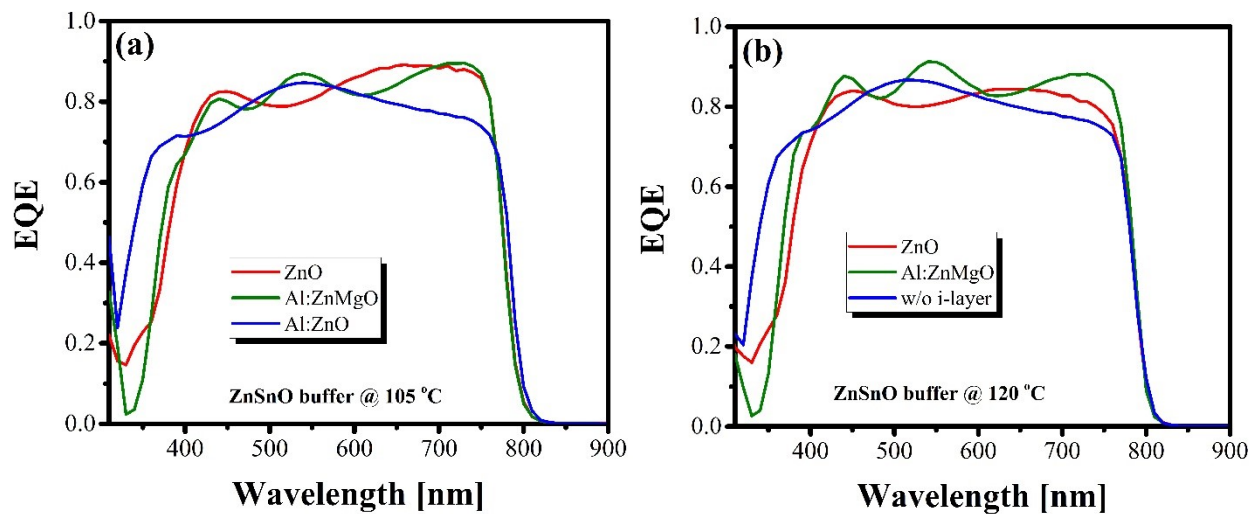 (a)
1.0
0.8
0.6
0.4
0.2
0.0
EQE
ZnO
Al:ZnMgO
Al:ZnO
ZnSnO buffer @ 105 °C
400 500 600 700 800 900
Wavelength [nm]
(b)
1.0
0.8
0.6
0.4
0.2
0.0
EQE
ZnO
Al:ZnMgO
w/o i-layer
ZnSnO buffer @ 120 °C
400 500 600 700 800 900
Wavelength [nm]